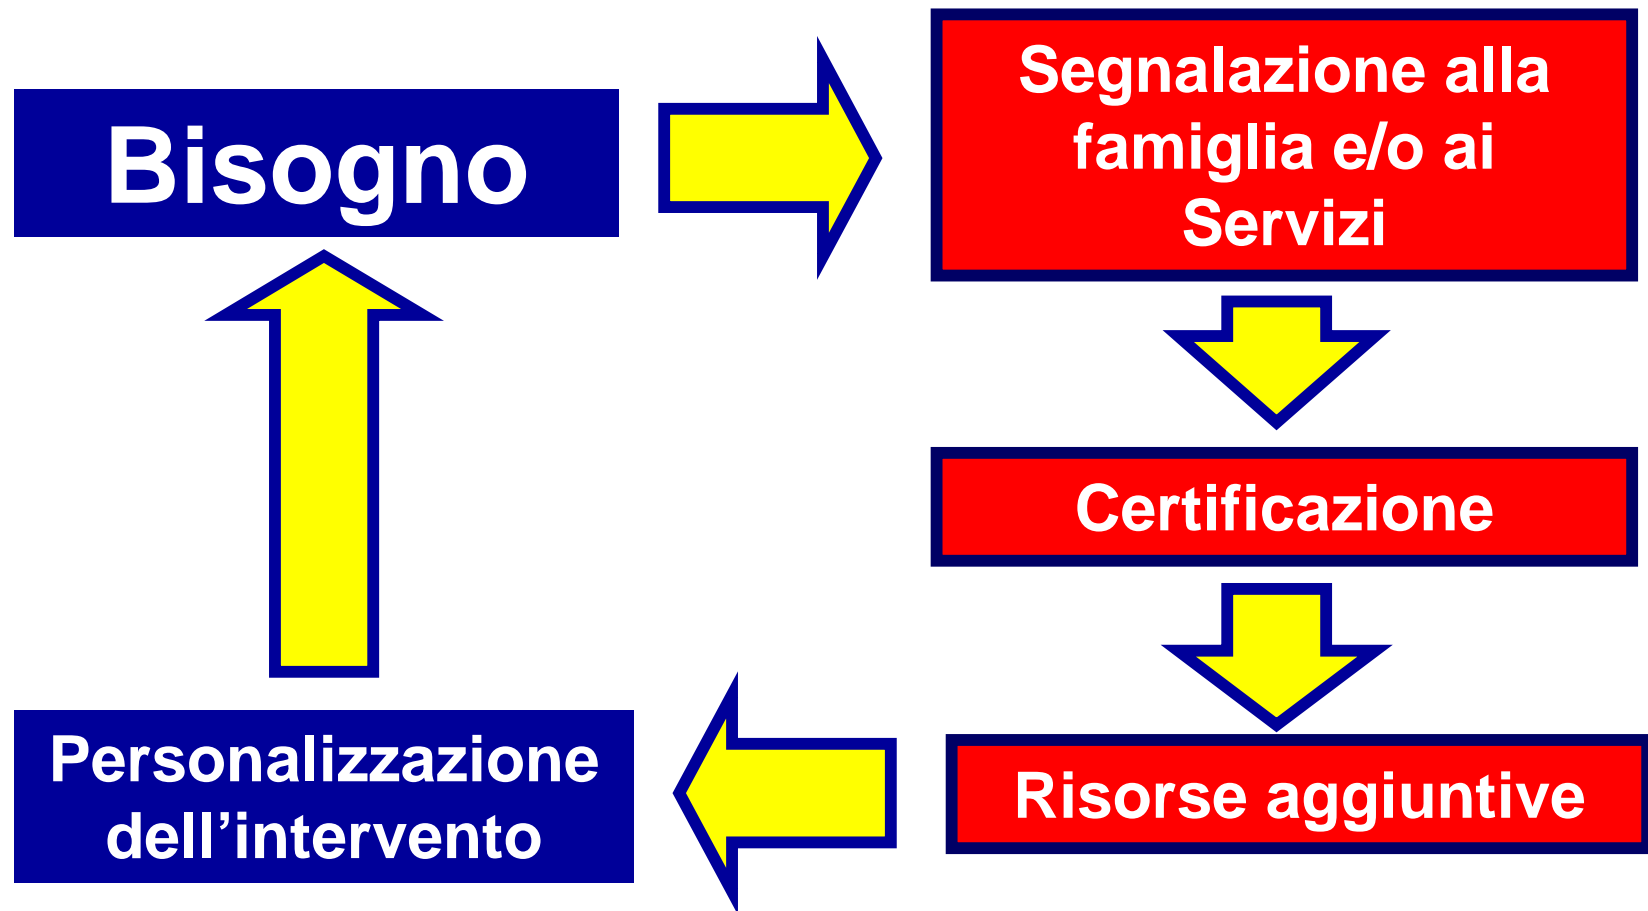 Bisogno
Segnalazione alla
famiglia e/o ai
Servizi
Certificazione
Risorse aggiuntive
Personalizzazione
dell’intervento